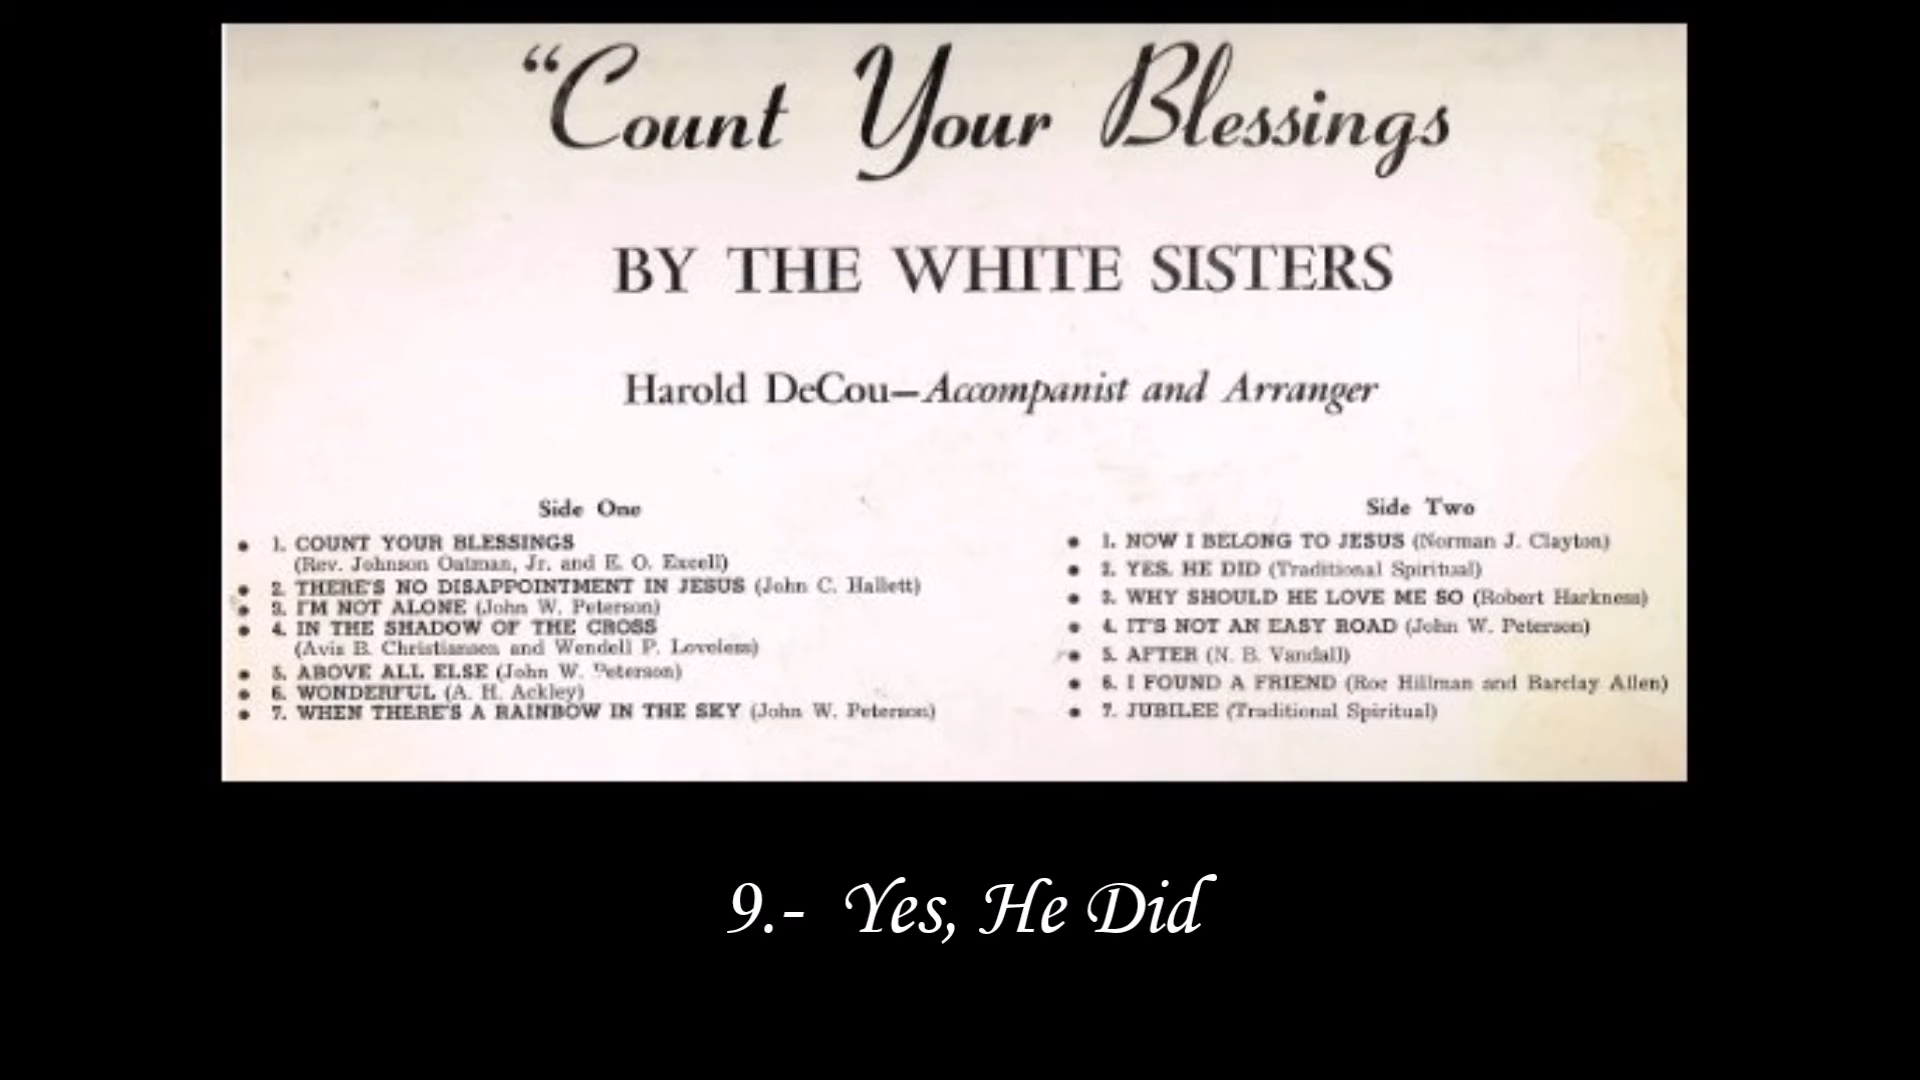 “Count Your Blessings
BY THE WHITE SISTERS
Harold DeCou—Accompanist and Arranger
Side One
• 1. COUNT YOUR BLESSINGS
(Rev. Johnson Oatman, Jr. and E. O. Excell)
• 2. THERE'S NO DISAPPOINTMENT IN JESUS (John C. Hallett)
• 3. I'M NOT ALONE (John W. Peterson)
• 4. IN THE SHADOW OF THE CROSS
(Avis B. Christiansen and Wendell P. Loveless)
• 5. ABOVE ALL ELSE (John W. Peterson)
• 6. WONDERFUL (A. H. Ackley)
• 7. WHEN THERE'S A RAINBOW IN THE SKY (John W. Peterson)
Side Two
• 1. NOW I BELONG TO JESUS (Norman J. Clayton)
• 2. YES, HE DID (Traditional Spiritual)
• 3. WHY SHOULD HE LOVE ME SO (Robert Harkness)
• 4. IT'S NOT AN EASY ROAD (John W. Peterson)
• 5. AFTER (N. B. Vandall)
• 6. I FOUND A FRIEND (Roc Hillman and Barclay Allen)
• 7. JUBILEE (Traditional Spiritual)
9.- Yes, He Did